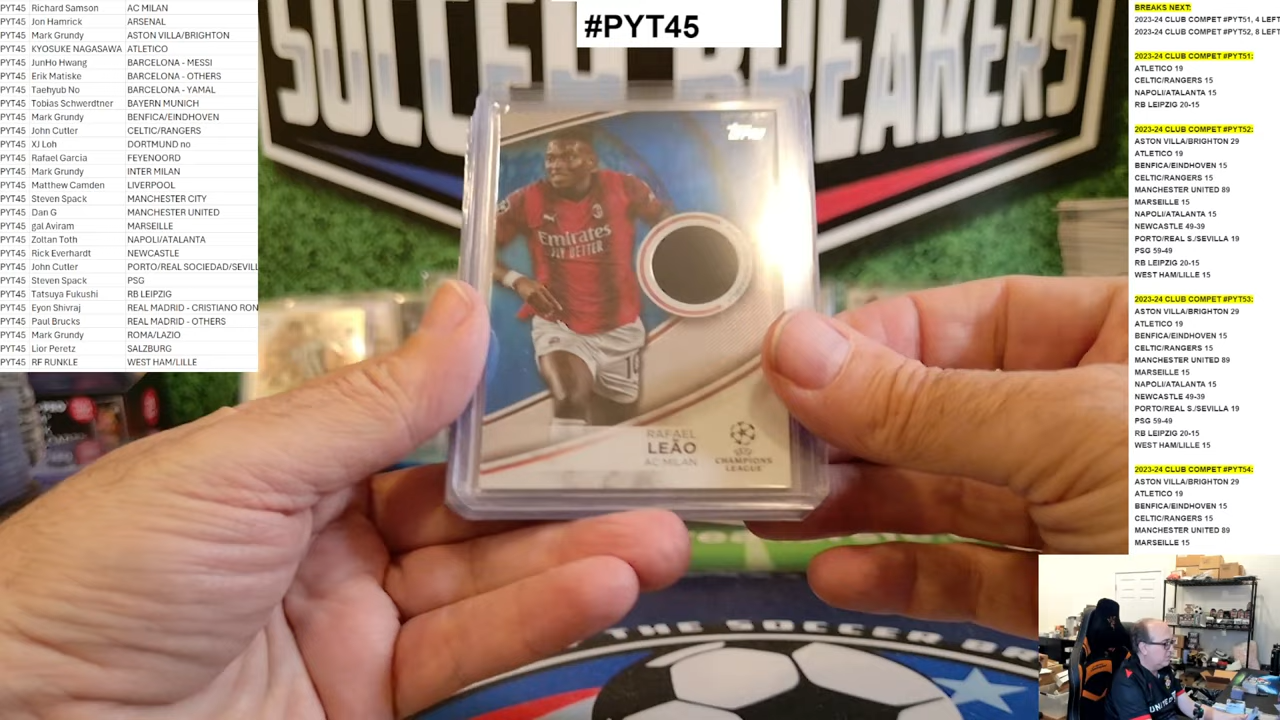 #PYT45
SOCCER BREAKERS
PYT45 Richard Samson AC MILAN
PYT45 Jon Hamrick ARSENAL
PYT45 Mark Grundy ASTON VILLA/BRIGHTON
PYT45 KYOSUKE NAGASAWA ATLETICO
PYT45 JunHo Hwang BARCELONA - MESSI
PYT45 Erik Matiske BARCELONA - OTHERS
PYT45 Taehyub No BARCELONA - YAMAL
PYT45 Tobias Schwerdtner BAYERN MUNICH
PYT45 Mark Grundy BENFICA/EINDHOVEN
PYT45 John Cutler CELTIC/RANGERS
PYT45 Lee Loh DORTMUND no
PYT45 Rafael Garcia FEYENOORD
PYT45 Mark Grundy INTER MILAN
PYT45 Matthew Camden LIVERPOOL
PYT45 Steven Spack MANCHESTER CITY
PYT45 Dan G MANCHESTER UNITED
PYT45 gal Aviram MARSEILLE
PYT45 Zoltan Toth NAPOLI/ATALANTA
PYT45 Rick Everhardt NEWCASTLE
PYT45 John Cutler PORTO/REAL SOCIEDAD/SEVILL
PYT45 Steven Spack PSG
PYT45 Tatsuya Fukushi RB LEIPZIG
PYT45 Eyon Shivraj REAL MADRID - CRISTIANO RON
PYT45 Paul Brucks REAL MADRID - OTHERS
PYT45 Mark Grundy ROMA/LAZIO
PYT45 Lior Peretz SALZBURG
PYT45 RF RUNKLE WEST HAM/LILLE
Topps
Emirates
FLY BETTER
10
RAFAEL
LEÃO
AC MILAN
CHAMPIONS
LEAGUE
THE SOCCER
BREAKS NEXT:
2023-24 CLUB COMPET #PYT51, 4 LEFT
2023-24 CLUB COMPET #PYT52, 8 LEFT
2023-24 CLUB COMPET #PYT51:
ATLETICO 19
CELTIC/RANGERS 15
NAPOLI/ATALANTA 15
RB LEIPZIG 20-15
2023-24 CLUB COMPET #PYT52:
ASTON VILLA/BRIGHTON 29
ATLETICO 19
BENFICA/EINDHOVEN 15
CELTIC/RANGERS 15
MANCHESTER UNITED 89
MARSEILLE 15
NAPOLI/ATALANTA 15
NEWCASTLE 49-39
PORTO/REAL S./SEVILLA 19
PSG 59-49
RB LEIPZIG 20-15
WEST HAM/LILLE 15
2023-24 CLUB COMPET #PYT53:
ASTON VILLA/BRIGHTON 29
ATLETICO 19
BENFICA/EINDHOVEN 15
CELTIC/RANGERS 15
MANCHESTER UNITED 89
MARSEILLE 15
NAPOLI/ATALANTA 15
NEWCASTLE 49-39
PORTO/REAL S./SEVILLA 19
PSG 59-49
RB LEIPZIG 20-15
WEST HAM/LILLE 15
2023-24 CLUB COMPET #PYT54:
ASTON VILLA/BRIGHTON 29
ATLETICO 19
BENFICA/EINDHOVEN 15
CELTIC/RANGERS 15
MANCHESTER UNITED 89
MARSEILLE 15